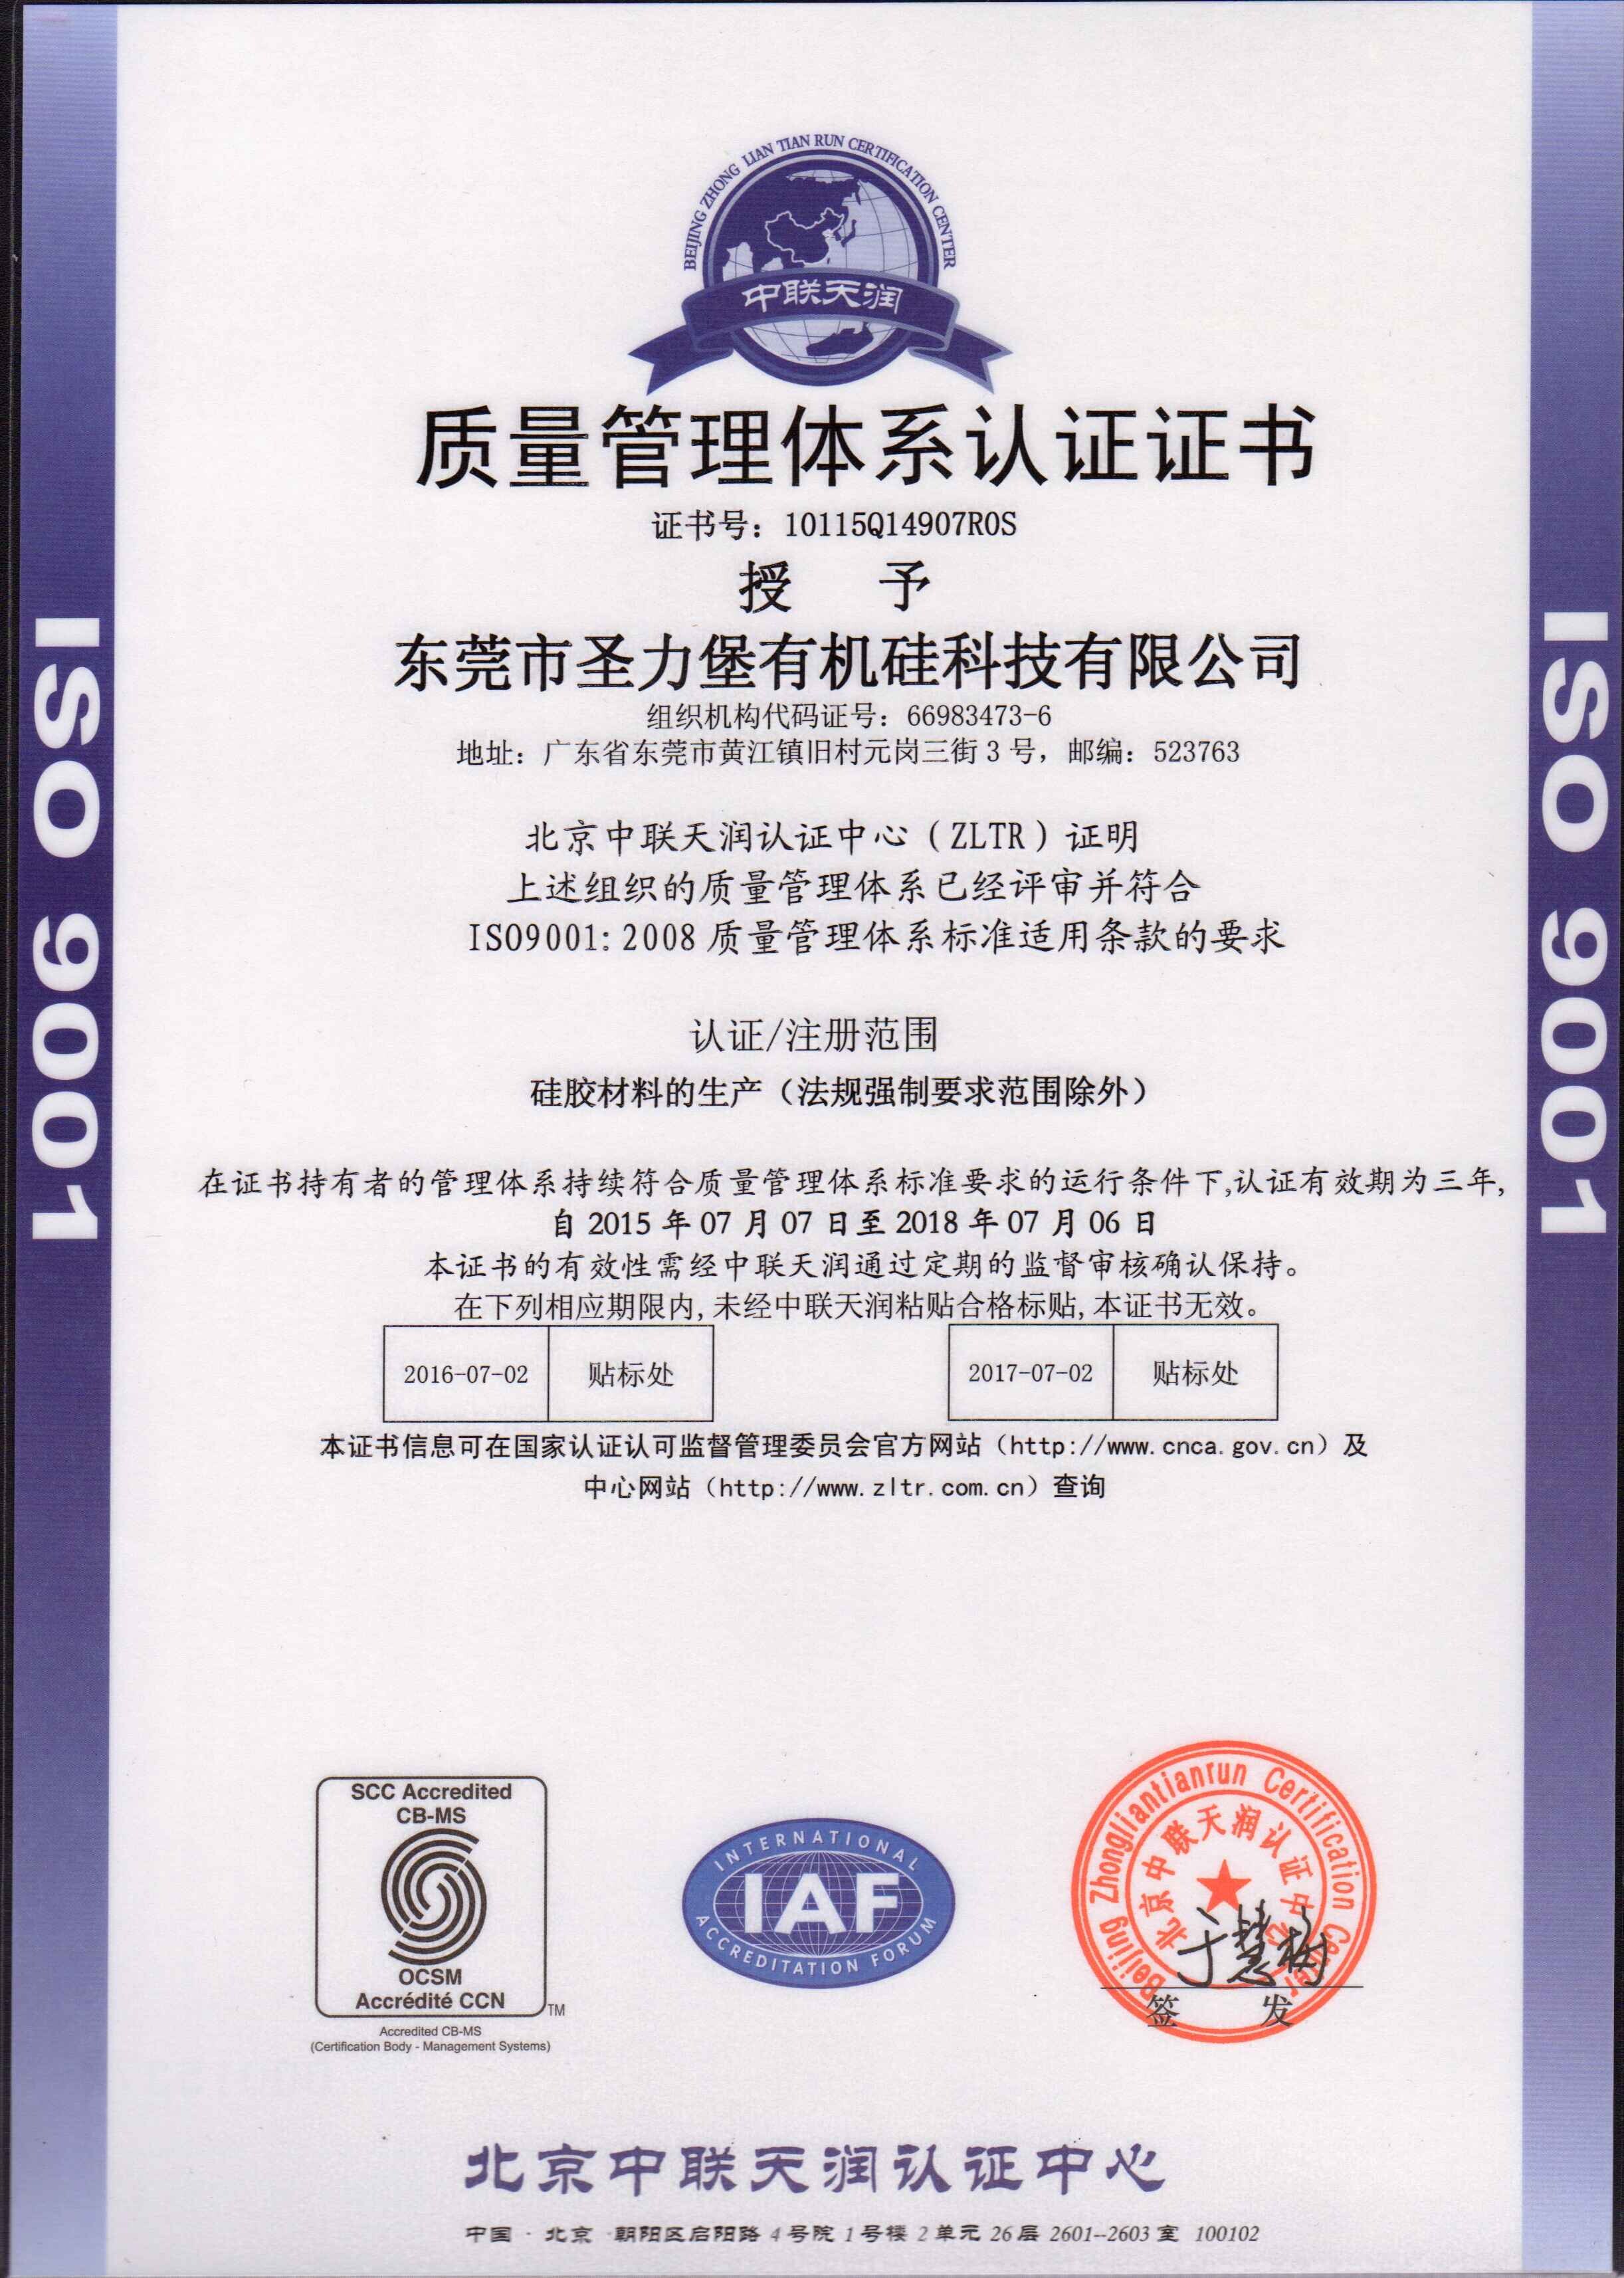 BEIJING ZHONG LIAN TIAN RUN CERTIFICATION CENTER
中联天润
质量管理体系认证证书
证书号：10115Q14907R0S
授 予
东莞市圣力堡有机硅科技有限公司
组织机构代码证号：66983473-6
地址：广东省东莞市黄江镇旧村元岗三街 3 号，邮编：523763
北京中联天润认证中心（ZLTR）证明
上述组织的质量管理体系已经评审并符合
ISO9001: 2008 质量管理体系标准适用条款的要求
认证/注册范围
硅胶材料的生产（法规强制要求范围除外）
在证书持有者的管理体系持续符合质量管理体系标准要求的运行条件下,认证有效期为三年,
自 2015 年 07 月 07 日至 2018 年 07 月 06 日
本证书的有效性需经中联天润通过定期的监督审核确认保持。
在下列相应期限内, 未经中联天润粘贴合格标贴, 本证书无效。
2016-07-02 贴标处 2017-07-02 贴标处
本证书信息可在国家认证认可监督管理委员会官方网站（http://www.cnca.gov.cn）及
中心网站（http://www.zltr.com.cn）查询
ISO 9001
ISO 9001
SCC Accredited
CB-MS
OCSM
Accrédité CCN
TM
Accredited CB-MS
(Certification Body - Management Systems)
INTERNATIONAL
IAF
ACCREDITATION FORUM
Beijing Zhongliantianrun Certification Center
北京中联天润认证中心
签 发
北京中联天润认证中心
中国 · 北京 · 朝阳区启阳路 4 号院 1 号楼 2 单元 26 层 2601--2603 室 100102